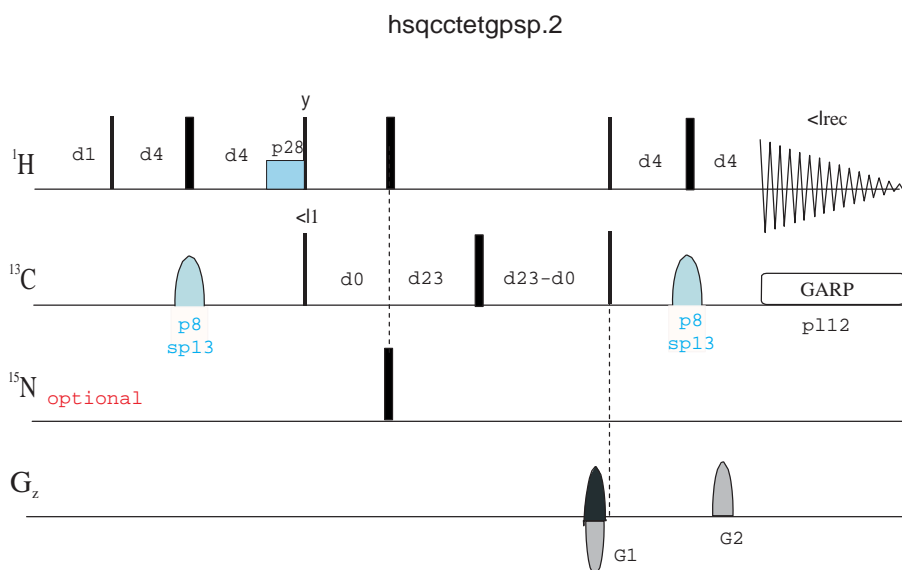 hsqcctetgpsp.2
y
<lrec
¹H
d1
d4
d4
p28
d4
d4
<l1
¹³C
d0
d23
d23-d0
GARP
p8
sp13
p8
sp13
pl12
¹⁵N
optional
Gz
G1
G2